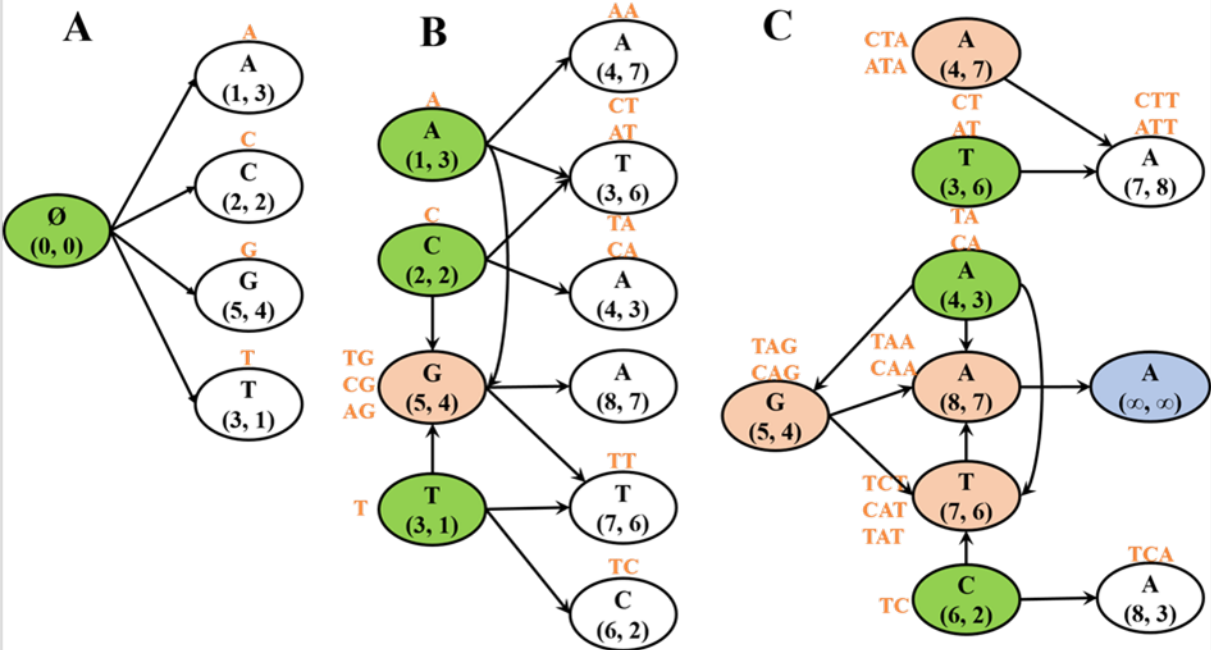 A
A
A
(1, 3)
C
C
(2, 2)
Ø
(0, 0)
G
G
(5, 4)
T
T
(3, 1)
B
AA
A
(4, 7)
A
A
(1, 3)
CT
AT
T
(3, 6)
C
C
(2, 2)
TA
CA
A
(4, 3)
TG
CG
AG
G
(5, 4)
A
(8, 7)
T
T
(3, 1)
TT
T
(7, 6)
TC
C
(6, 2)
C
CTA
ATA
A
(4, 7)
CT
AT
T
(3, 6)
CTT
ATT
A
(7, 8)
TA
CA
A
(4, 3)
TAG
CAG
G
(5, 4)
TAA
CAA
A
(8, 7)
A
(∞, ∞)
TCT
CAT
TAT
T
(7, 6)
TC
C
(6, 2)
TCA
A
(8, 3)